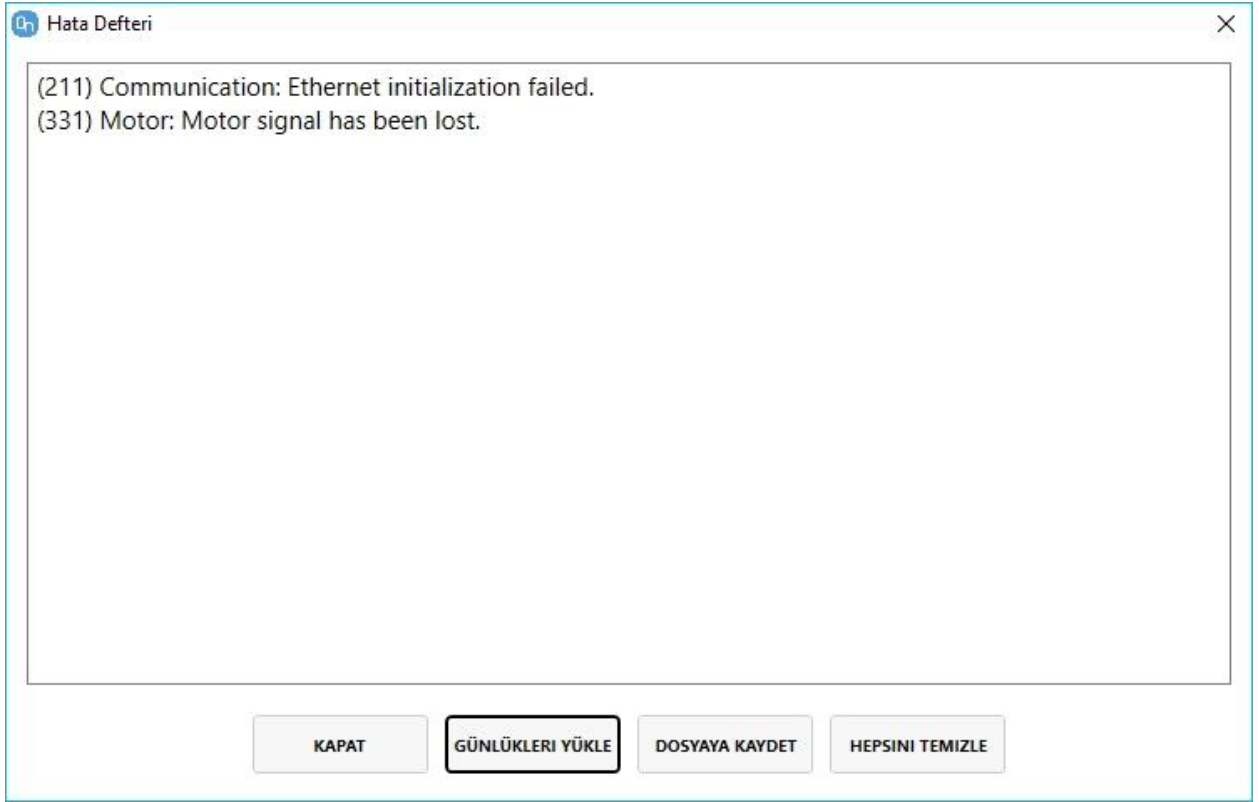 Hata Defteri
(211) Communication: Ethernet initialization failed.
(331) Motor: Motor signal has been lost.
KAPAT
GÜNLÜKLERI YÜKLE
DOSYAYA KAYDET
HEPSINI TEMIZLE